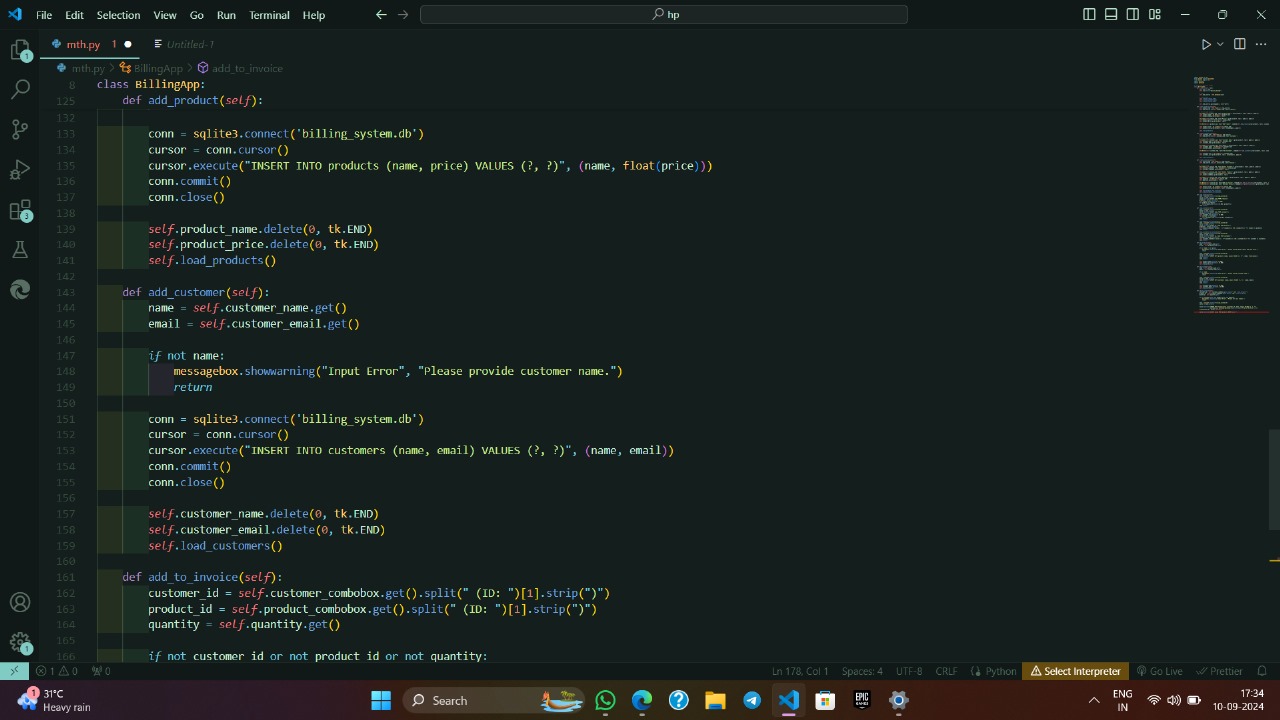 File Edit Selection View Go Run Terminal Help hp
mth.py 1 Untitled-1
mth.py > BillingApp > add_to_invoice
8 class BillingApp:
125 def add_product(self):
132
133 conn = sqlite3.connect('billing_system.db')
134 cursor = conn.cursor()
135 cursor.execute("INSERT INTO products (name, price) VALUES (?, ?)", (name, float(price)))
136 conn.commit()
137 conn.close()
138
139 self.product_name.delete(0, tk.END)
140 self.product_price.delete(0, tk.END)
141 self.load_products()
142
143 def add_customer(self):
144 name = self.customer_name.get()
145 email = self.customer_email.get()
146
147 if not name:
148 messagebox.showwarning("Input Error", "Please provide customer name.")
149 return
150
151 conn = sqlite3.connect('billing_system.db')
152 cursor = conn.cursor()
153 cursor.execute("INSERT INTO customers (name, email) VALUES (?, ?)", (name, email))
154 conn.commit()
155 conn.close()
156
157 self.customer_name.delete(0, tk.END)
158 self.customer_email.delete(0, tk.END)
159 self.load_customers()
160
161 def add_to_invoice(self):
162 customer_id = self.customer_combobox.get().split(" (ID: ")[1].strip(")")
163 product_id = self.product_combobox.get().split(" (ID: ")[1].strip(")")
164 quantity = self.quantity.get()
165
166 if not customer_id or not product_id or not quantity:
1 0 0 Ln 178, Col 1 Spaces: 4 UTF-8 CRLF Python Select Interpreter Go Live Prettier
31°C
Heavy rain
Search
ENG
IN
17:34
10-09-2024